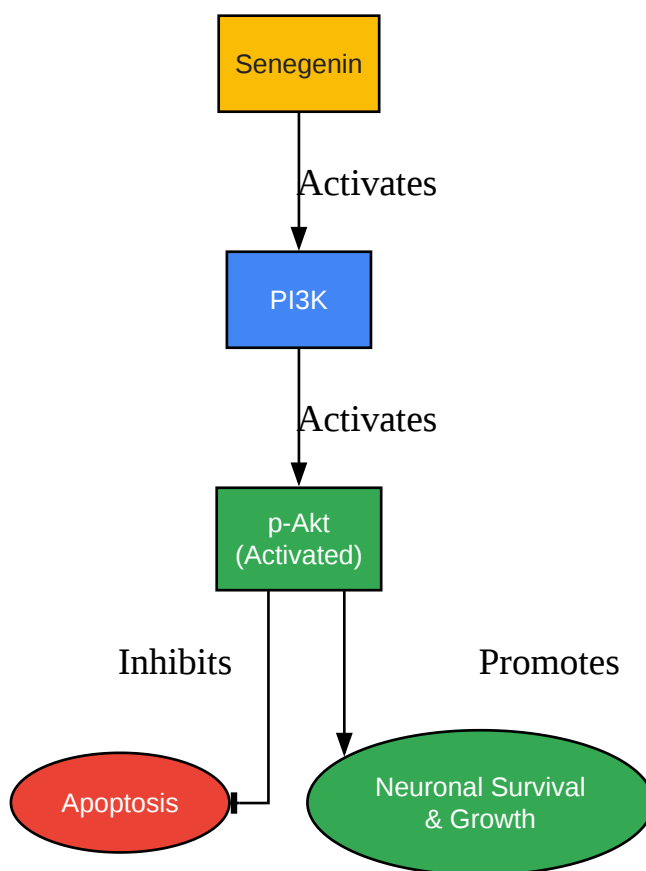 Senegenin
Activates
PI3K
Activates
p-Akt
(Activated)
Inhibits
Promotes
Apoptosis
Neuronal Survival
& Growth